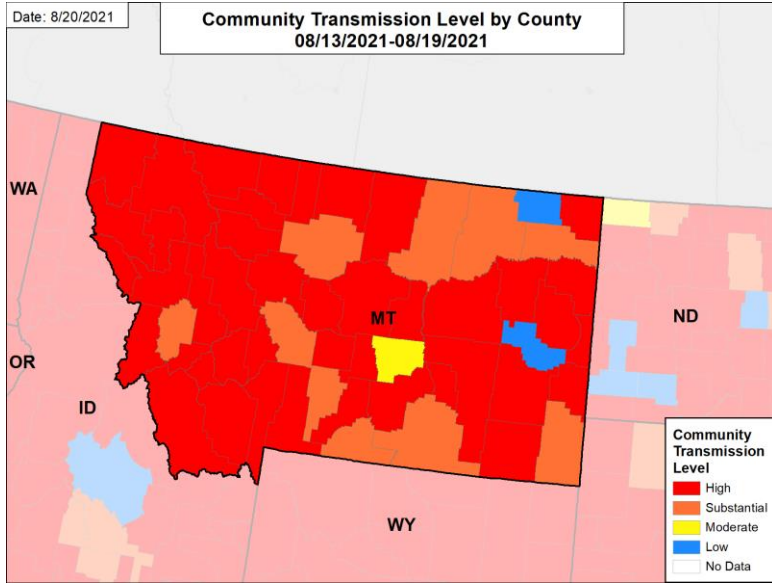 Date: 8/20/2021
Community Transmission Level by County
08/13/2021-08/19/2021
WA
MT
ND
OR
ID
WY
Community
Transmission
Level
High
Substantial
Moderate
Low
No Data